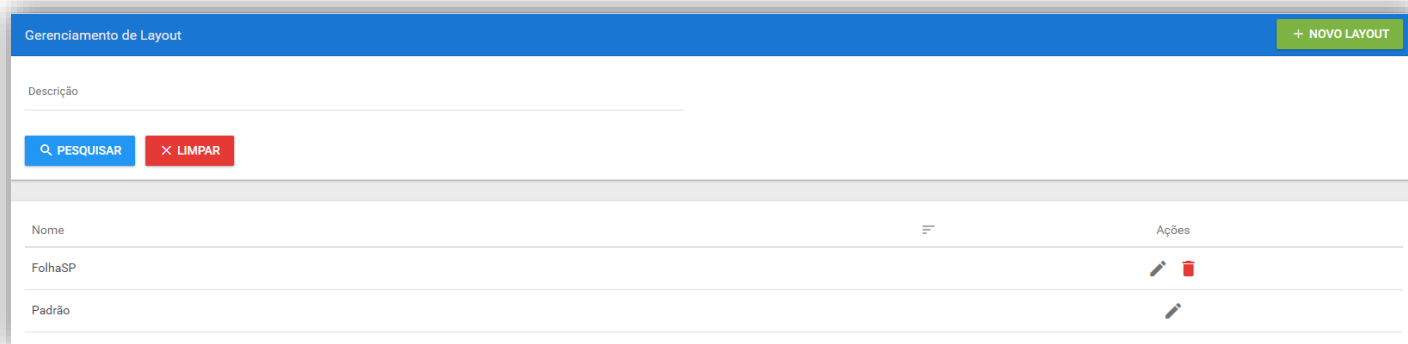 Gerenciamento de Layout
+ NOVO LAYOUT
Descrição
PESQUISAR
LIMPAR
Nome
Ações
FolhaSP
Padrão